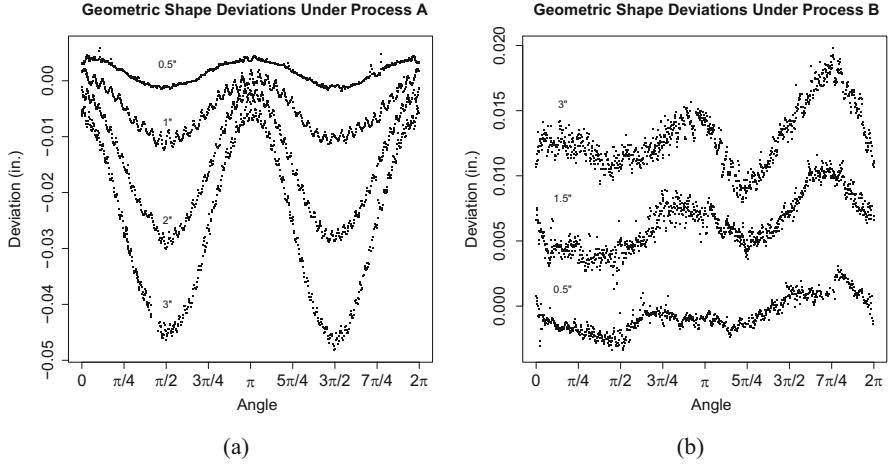 Geometric Shape Deviations Under Process A
Deviation (in.)
0.00
−0.01
−0.02
−0.03
−0.04
−0.05
0.5"
1"
2"
3"
0 π/4 π/2 3π/4 π 5π/4 3π/2 7π/4 2π
Angle
(a)
Geometric Shape Deviations Under Process B
Deviation (in.)
0.020
0.015
0.010
0.005
0.000
3"
1.5"
0.5"
0 π/4 π/2 3π/4 π 5π/4 3π/2 7π/4 2π
Angle
(b)